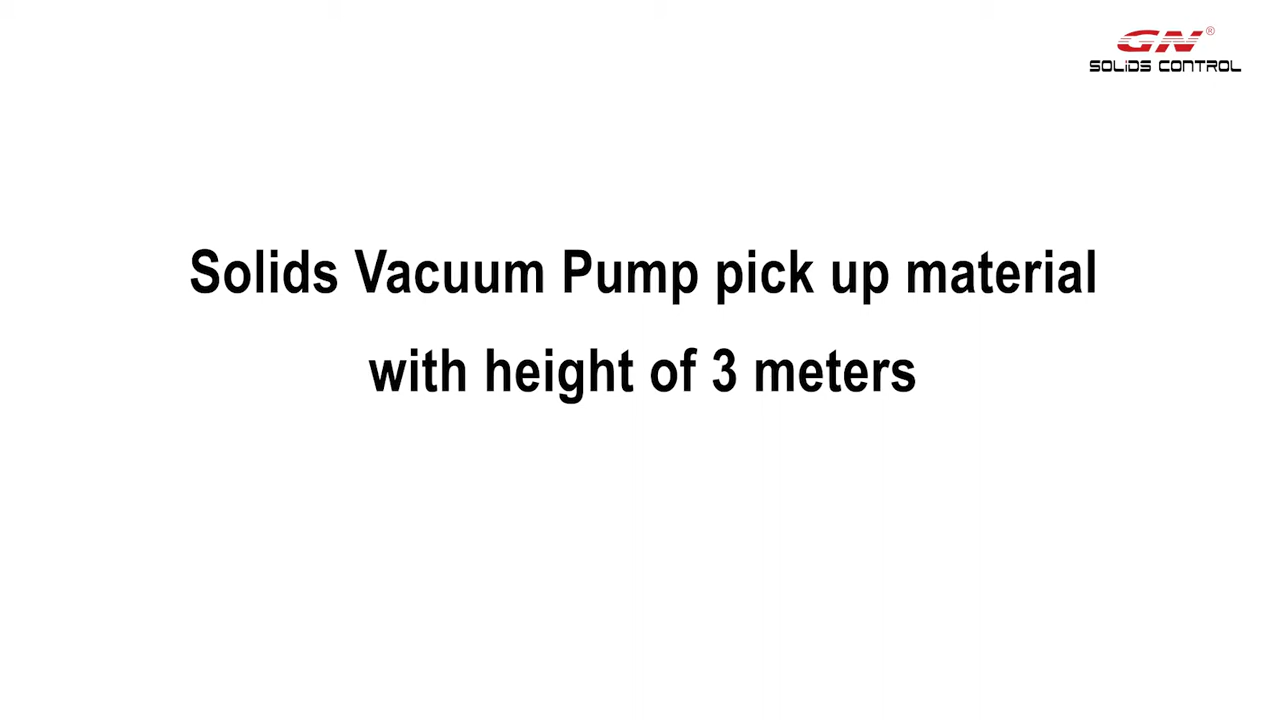 GN®
SOLIDS CONTROL
Solids Vacuum Pump pick up material
with height of 3 meters